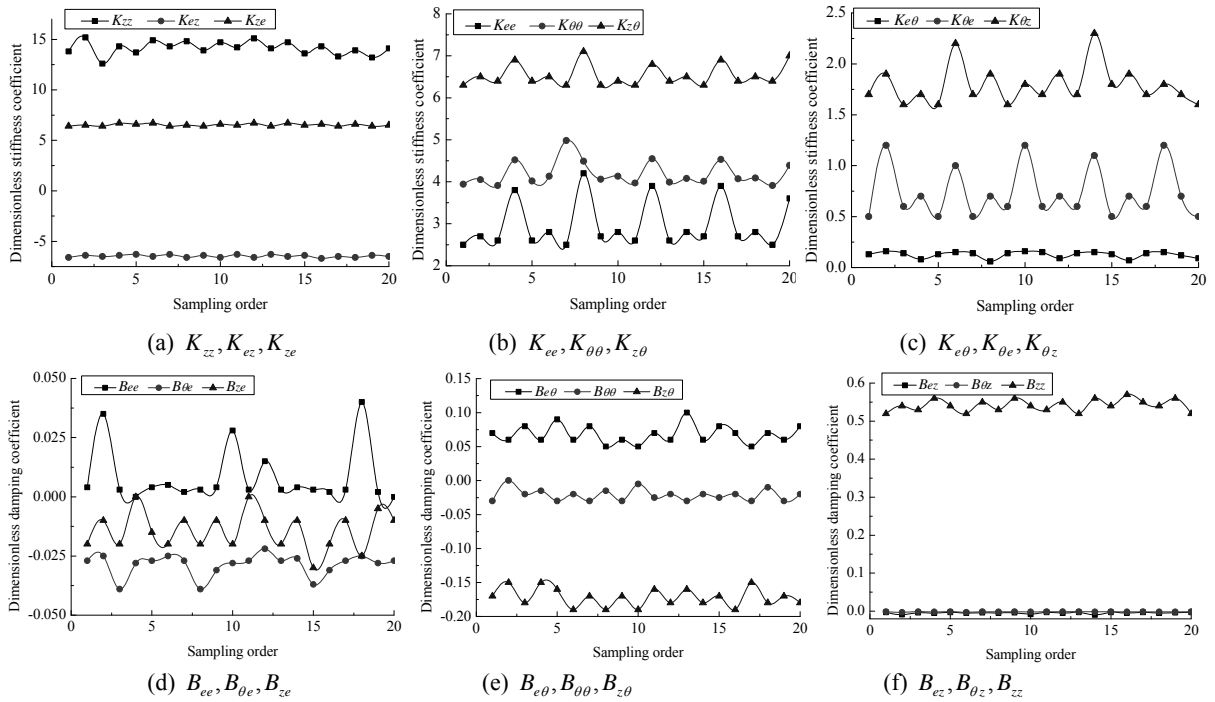 Kzz Kez Kze
Dimensionless stiffness coefficient
15
12.5
10
7.5
5
0
-5
0 5 10 15 20
Sampling order
(a) Kzz, Kez, Kze
Kee Kθθ Kzθ
Dimensionless stiffness coefficient
8
7
6
5
4
3
2
0 5 10 15 20
Sampling order
(b) Kee, Kθθ, Kzθ
Keθ Kθe Kθz
Dimensionless stiffness coefficient
2.5
2.0
1.5
1.0
0.5
0.0
0 5 10 15 20
Sampling order
(c) Keθ, Kθe, Kθz
Bee Bθe Bze
Dimensionless damping coefficient
0.050
0.025
0.000
-0.025
-0.050
0 5 10 15 20
Sampling order
(d) Bee, Bθe, Bze
Beθ Bθθ Bzθ
Dimensionless damping coefficient
0.15
0.10
0.05
0.00
-0.05
-0.10
-0.15
-0.20
0 5 10 15 20
Sampling order
(e) Beθ, Bθθ, Bzθ
Bez Bθz Bzz
Dimensionless damping coefficient
0.6
0.5
0.4
0.3
0.2
0.1
0.0
0 5 10 15 20
Sampling order
(f) Bez, Bθz, Bzz